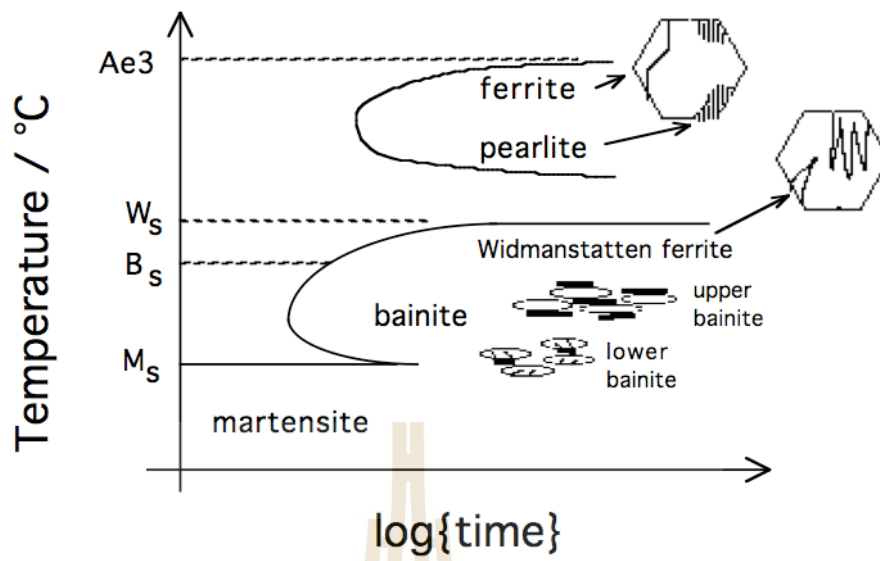 Ae3
ferrite
pearlite
Temperature / °C
Ws
Widmanstatten ferrite
Bs
bainite
upper
bainite
lower
bainite
Ms
martensite
log{time}